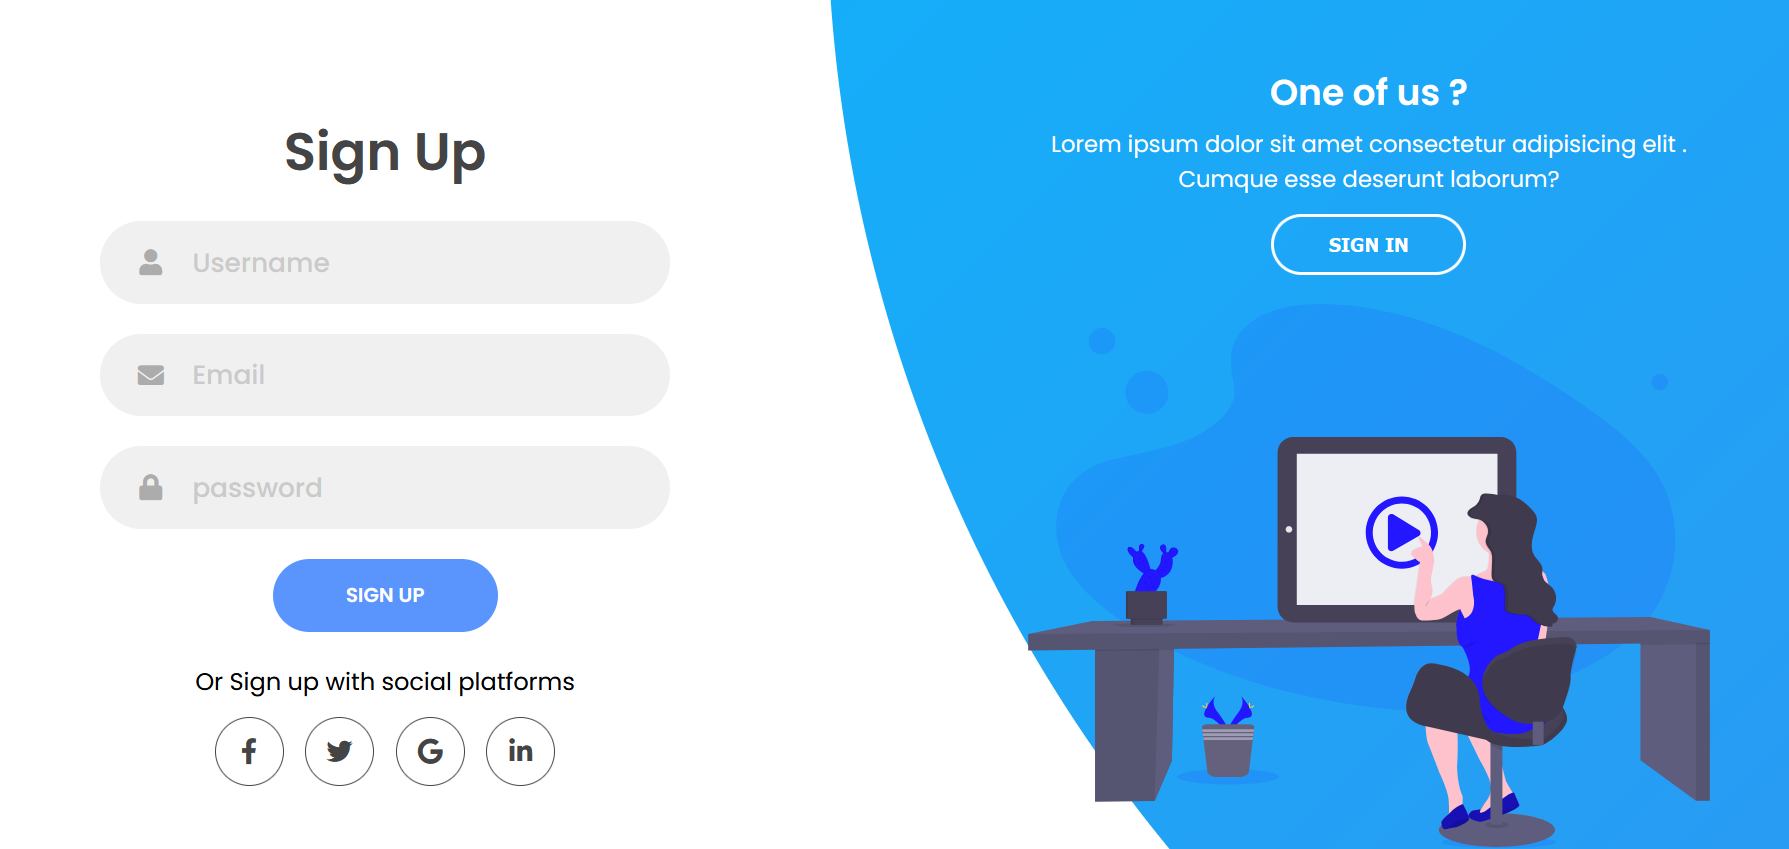 Sign Up
Username
Email
password
SIGN UP
Or Sign up with social platforms
One of us ?
Lorem ipsum dolor sit amet consectetur adipisicing elit .
Cumque esse deserunt laborum?
SIGN IN